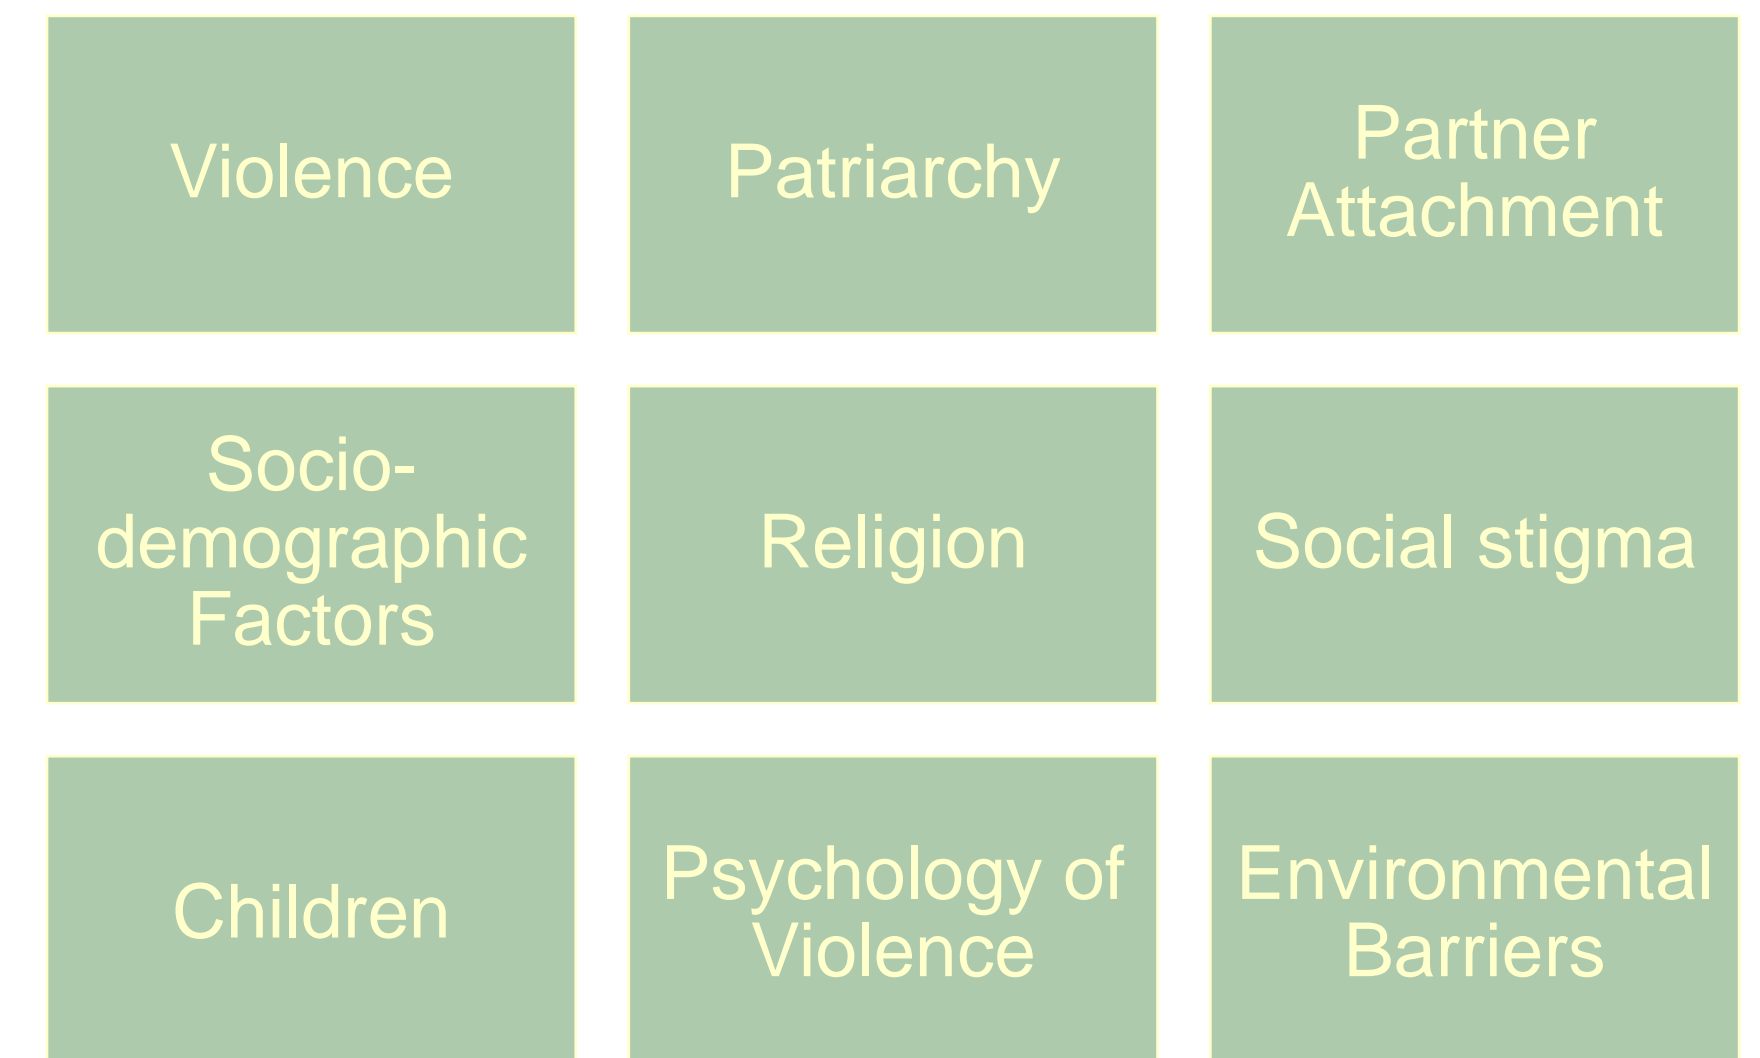 Violence
Patriarchy
Partner
Attachment
Socio-
demographic
Factors
Religion
Social stigma
Children
Psychology of
Violence
Environmental
Barriers